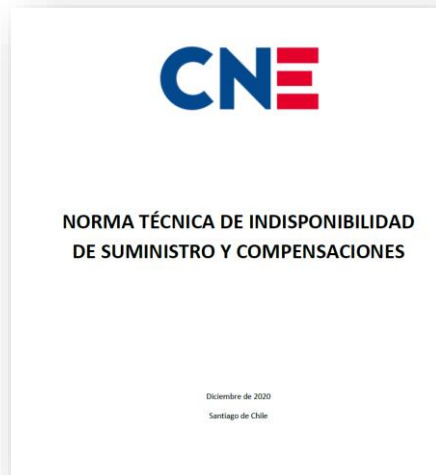 CNE
NORMA TÉCNICA DE INDISPONIBILIDAD
DE SUMINISTRO Y COMPENSACIONES
Diciembre de 2020
Santiago de Chile